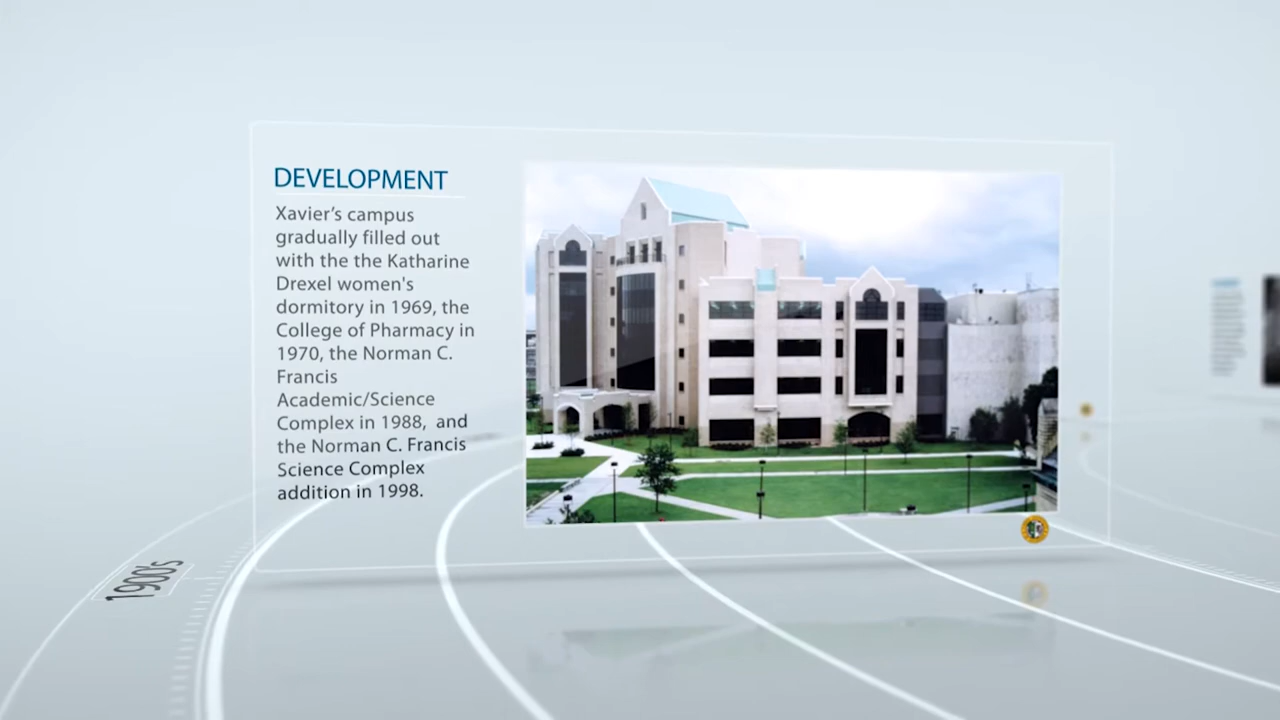 DEVELOPMENT
Xavier’s campus
gradually filled out
with the the Katharine
Drexel women's
dormitory in 1969, the
College of Pharmacy in
1970, the Norman C.
Francis
Academic/Science
Complex in 1988,  and
the Norman C. Francis
Science Complex
addition in 1998.
1900's